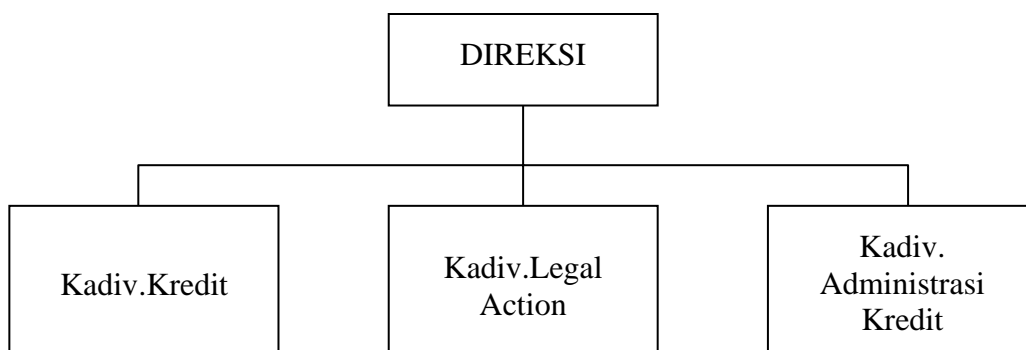 DIREKSI
Kadiv.Kredit
Kadiv.Legal
Action
Kadiv.
Administrasi
Kredit